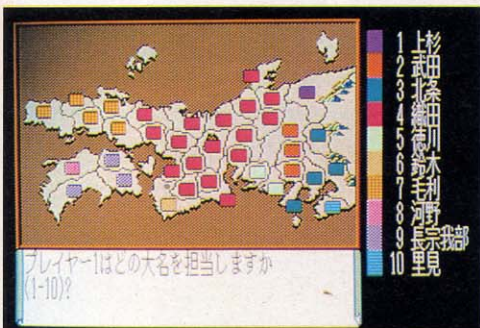 1 上杉
2 武田
3 北条
4 織田
5 徳川
6 鈴木
7 毛利
8 河野
9 長宗我部
10 里見
プレイヤー1はどの大名を担当しますか
(1-10)?